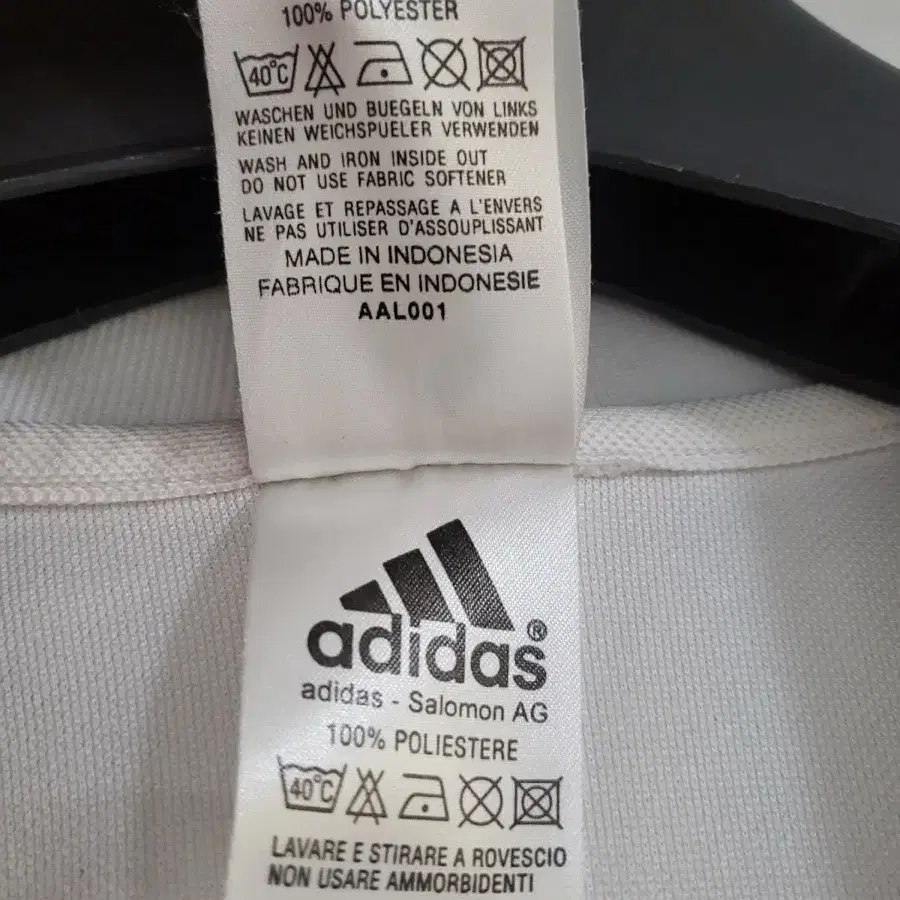 100% POLYESTER
40°C
WASCHEN UND BUEGELN VON LINKS
KEINEN WEICHSPUELER VERWENDEN
WASH AND IRON INSIDE OUT
DO NOT USE FABRIC SOFTENER
LAVAGE ET REPASSAGE A L'ENVERS
NE PAS UTILISER D'ASSOUPLISSANT
MADE IN INDONESIA
FABRIQUE EN INDONESIE
AAL001
adidas®
adidas - Salomon AG
100% POLIESTERE
40°C
LAVARE E STIRARE A ROVESCIO
NON USARE AMMORBIDENTI